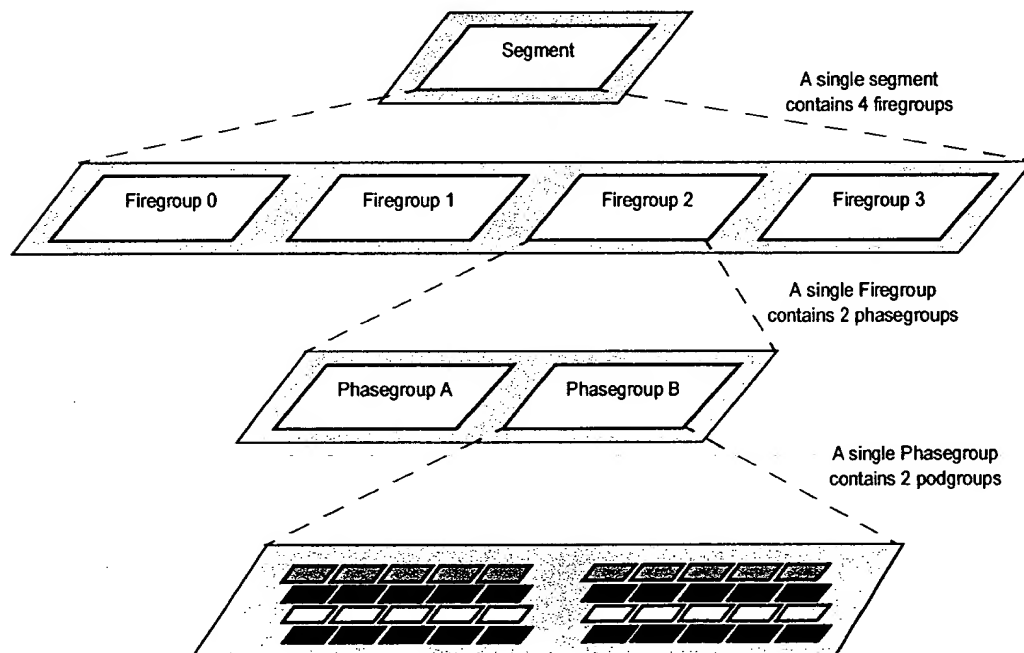 Segment
A single segment
contains 4 firegroups
Firegroup 0
Firegroup 1
Firegroup 2
Firegroup 3
A single Firegroup
contains 2 phasegroups
Phasegroup A
Phasegroup B
A single Phasegroup
contains 2 podgroups